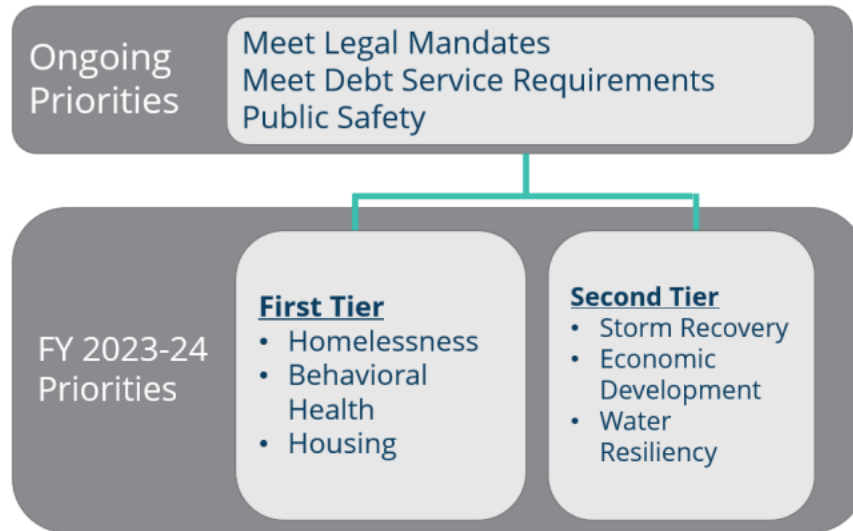 Ongoing
Priorities
Meet Legal Mandates
Meet Debt Service Requirements
Public Safety
FY 2023-24
Priorities
First Tier
• Homelessness
• Behavioral
Health
• Housing
Second Tier
• Storm Recovery
• Economic
Development
• Water
Resiliency